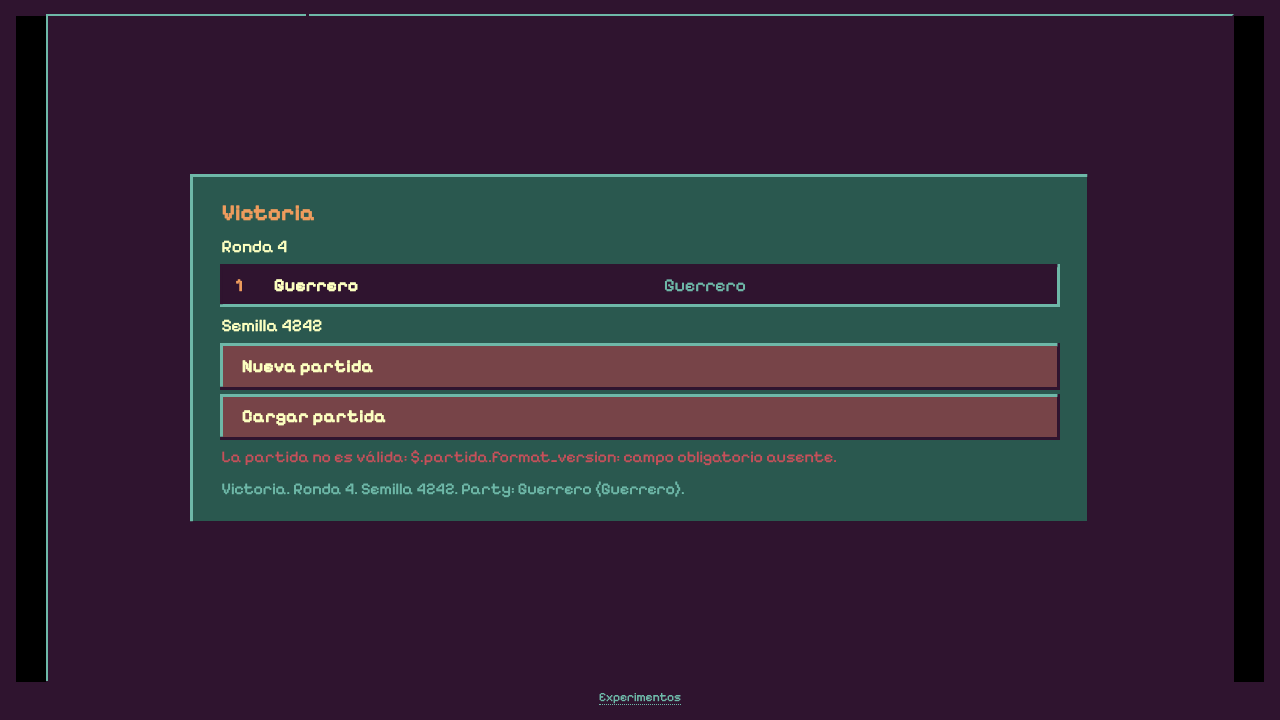 Victoria
Ronda 4
1 Guerrero Guerrero
Semilla 4242
Nueva partida
Cargar partida
La partida no es válida: $.partida.format_version: campo obligatorio ausente.
Victoria. Ronda 4. Semilla 4242. Party: Guerrero (Guerrero).
Experimentos